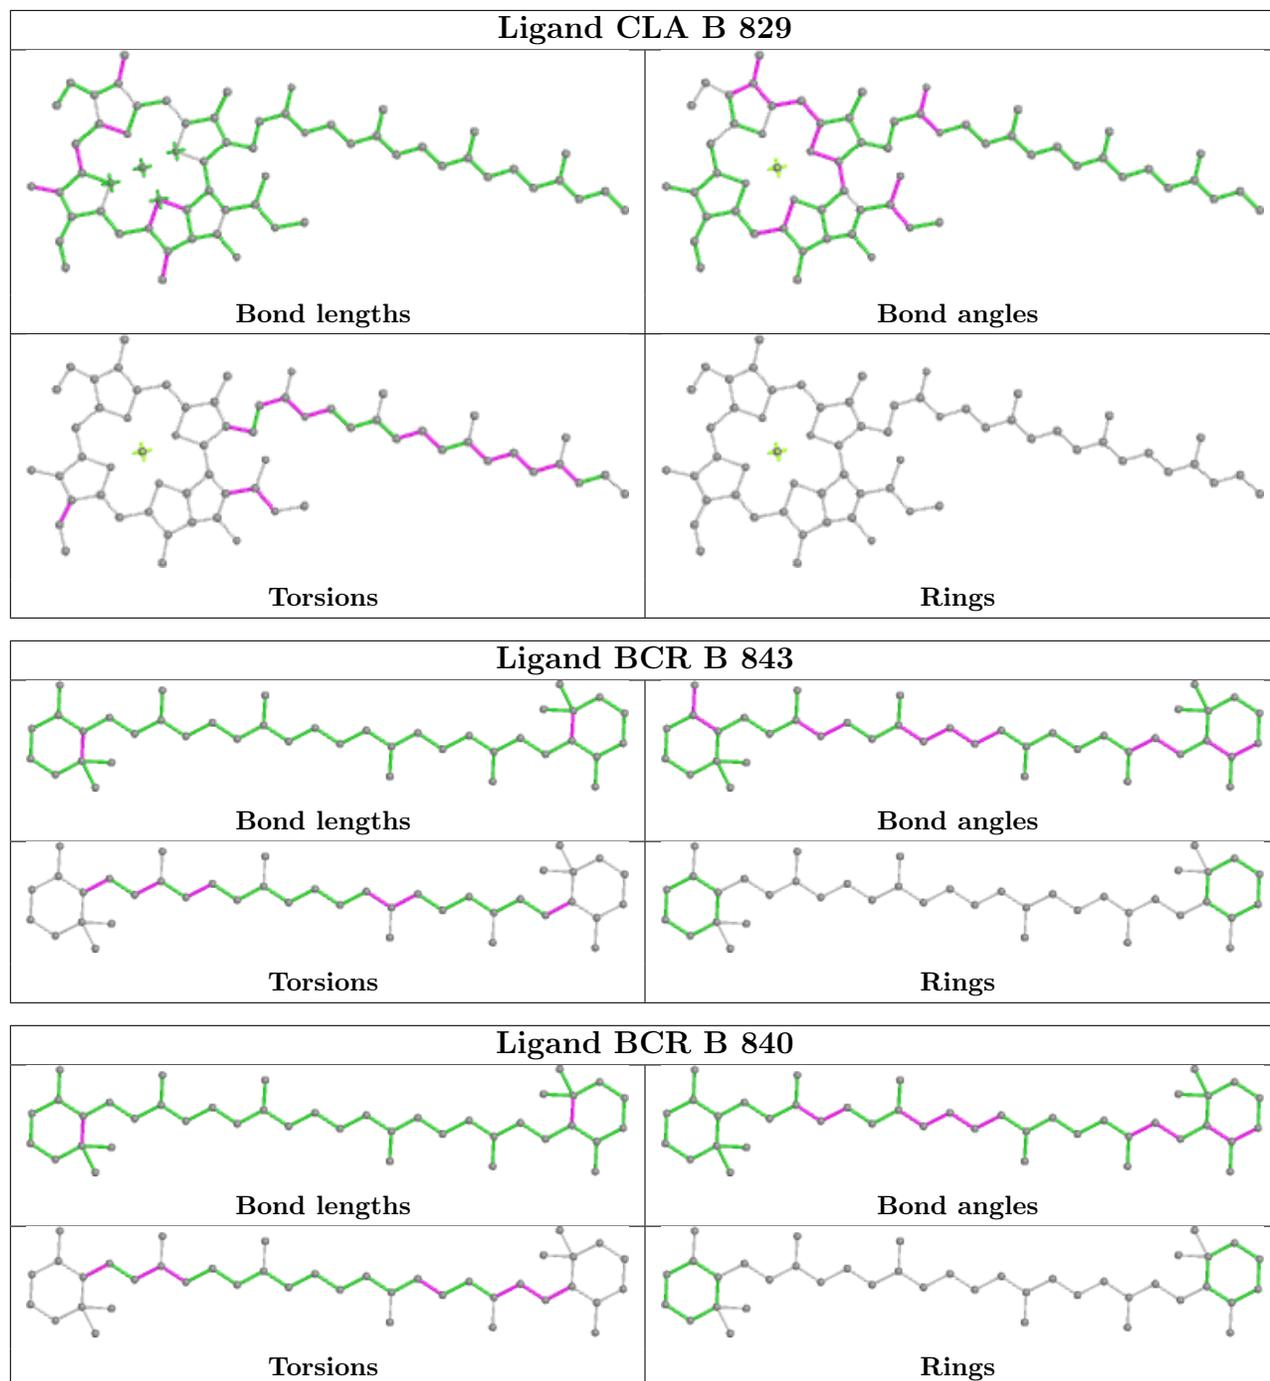 Ligand CLA B 829
Bond lengths
Bond angles
Torsions
Rings
Ligand BCR B 843
Bond lengths
Bond angles
Torsions
Rings
Ligand BCR B 840
Bond lengths
Bond angles
Torsions
Rings